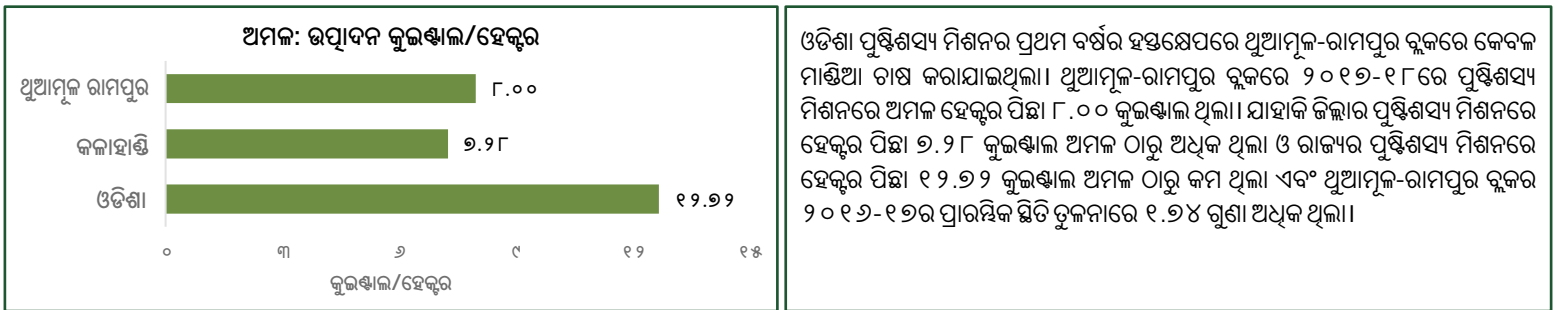 ଅମଳ: ଉତ୍ପାଦନ କୁଇଣ୍ଟାଲ/ହେକ୍ଟର
ଥୁଆମୂଳ ରାମପୁର
୮.୦୦
କଳାହାଣ୍ଡି
୭.୨୮
ଓଡିଶା
୧୨.୭୨
୦ ୩ ୬ ୯ ୧୨ ୧୫
କୁଇଣ୍ଟାଲ/ହେକ୍ଟର
ଓଡିଶା ପୁଷ୍ଟିଶସ୍ୟ ମିଶନର ପ୍ରଥମ ବର୍ଷର ହସ୍ତକ୍ଷେପରେ ଥୁଆମୂଳ-ରାମପୁର ବ୍ଲକରେ କେବଳ
ମାଣ୍ଡିଆ ଚାଷ କରାଯାଇଥିଲା। ଥୁଆମୂଳ-ରାମପୁର ବ୍ଲକରେ ୨୦୧୭-୧୮ରେ ପୁଷ୍ଟିଶସ୍ୟ
ମିଶନରେ ଅମଳ ହେକ୍ଟର ପିଛା ୮.୦୦ କୁଇଣ୍ଟାଲ ଥିଲା। ଯାହାକି ଜିଲ୍ଲାର ପୁଷ୍ଟିଶସ୍ୟ ମିଶନରେ
ହେକ୍ଟର ପିଛା ୭.୨୮ କୁଇଣ୍ଟାଲ ଅମଳ ଠାରୁ ଅଧିକ ଥିଲା ଓ ରାଜ୍ୟର ପୁଷ୍ଟିଶସ୍ୟ ମିଶନରେ
ହେକ୍ଟର ପିଛା ୧୨.୭୨ କୁଇଣ୍ଟାଲ ଅମଳ ଠାରୁ କମ ଥିଲା ଏବଂ ଥୁଆମୂଳ-ରାମପୁର ବ୍ଲକର
୨୦୧୬-୧୭ର ପ୍ରାରମ୍ଭିକ ସ୍ଥିତି ତୁଳନାରେ ୧.୭୪ ଗୁଣା ଅଧିକ ଥିଲା।